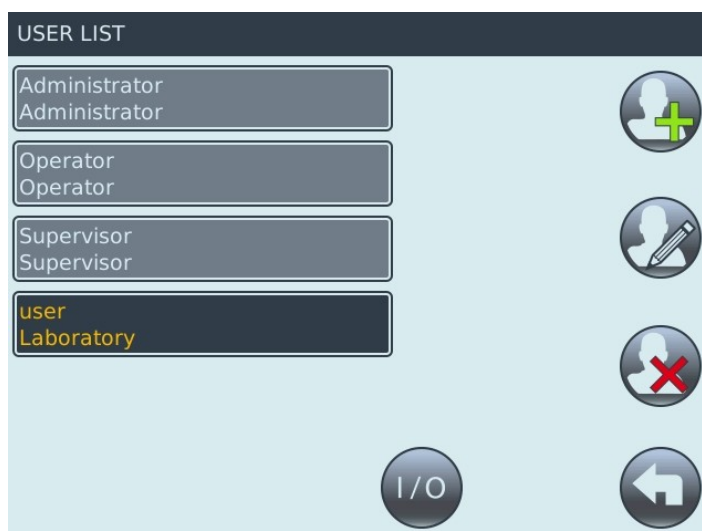 USER LIST
Administrator
Administrator
Operator
Operator
Supervisor
Supervisor
user
Laboratory
I/O